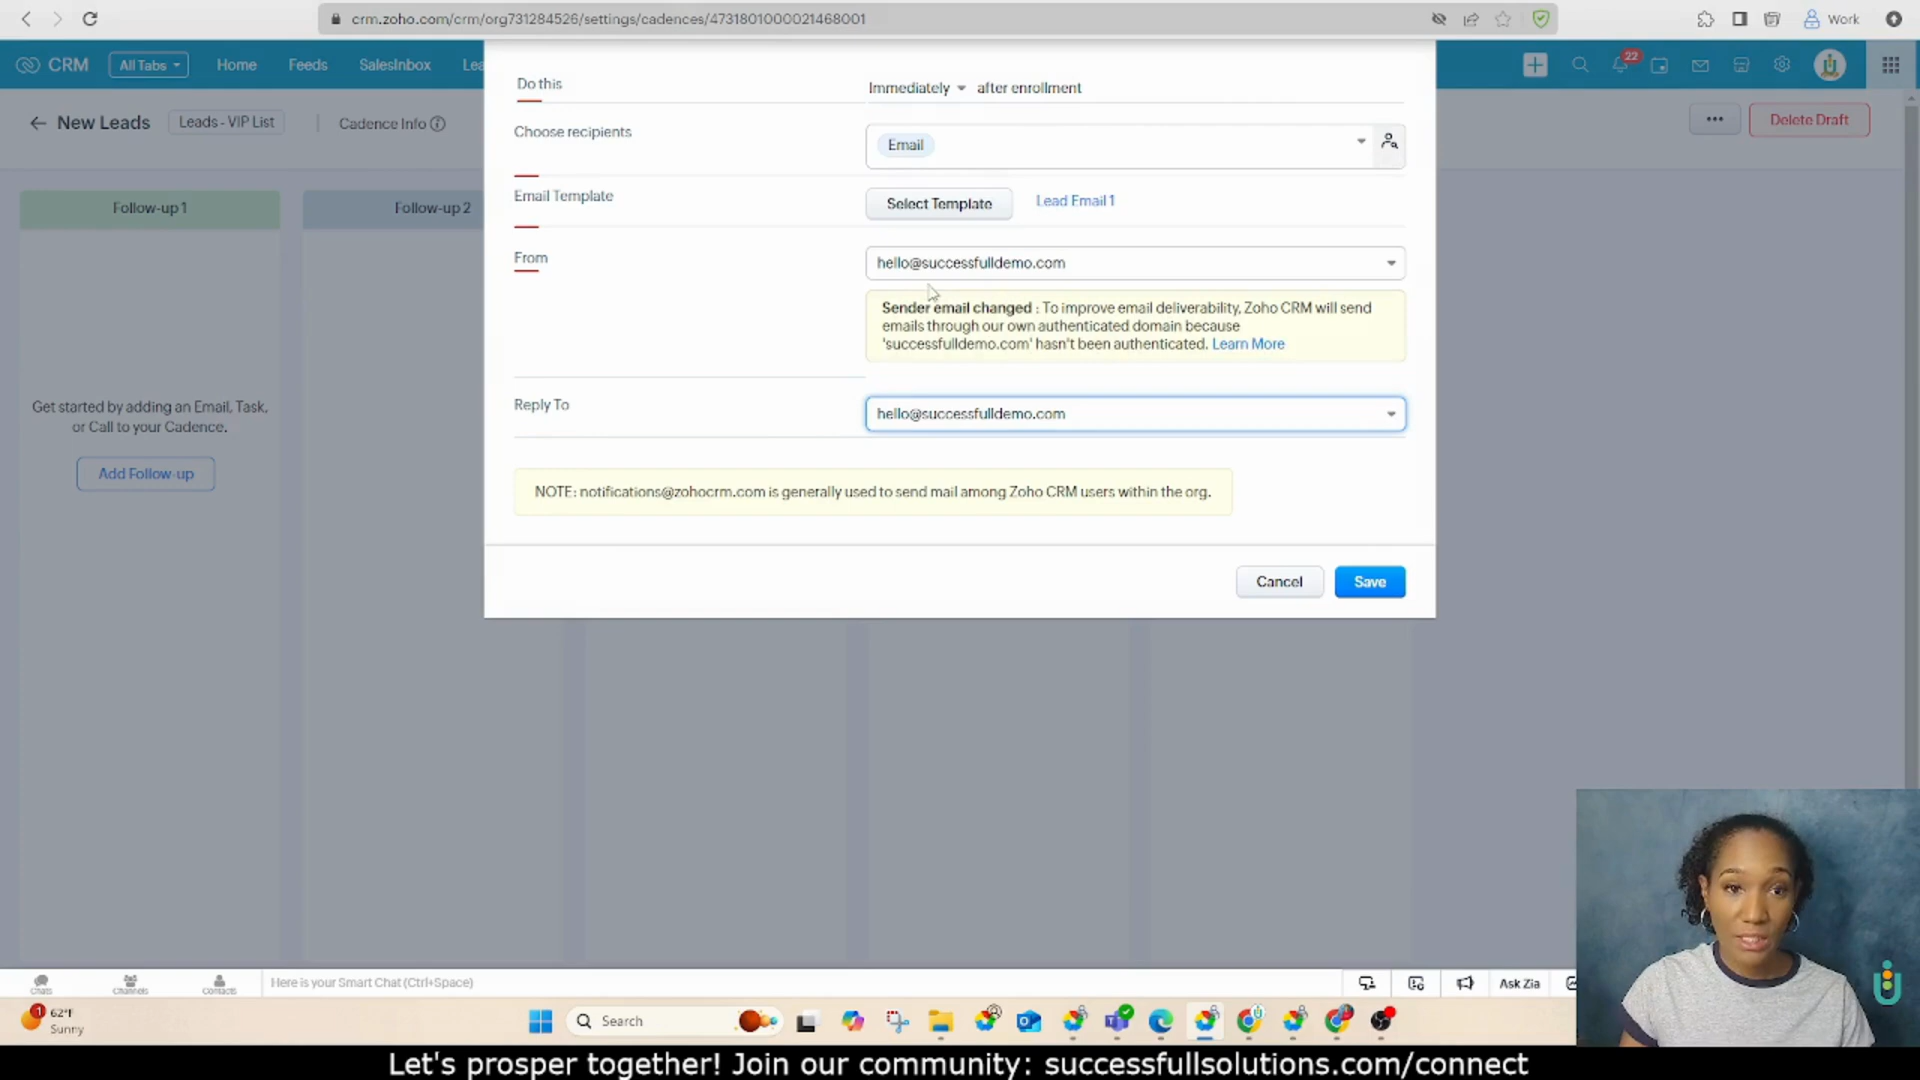 crm.zoho.com/crm/org731284526/settings/cadences/4731801000021468001
Work
CRM
All Tabs
Home
Feeds
SalesInbox
Lea
22
New Leads
Leads - VIP List
Cadence Info
Delete Draft
Follow-up 1
Follow-up 2
Get started by adding an Email, Task,
or Call to your Cadence.
Add Follow-up
Do this
Immediately
after enrollment
Choose recipients
Email
Email Template
Select Template
Lead Email 1
From
hello@successfulldemo.com
Sender email changed : To improve email deliverability, Zoho CRM will send
emails through our own authenticated domain because
'successfulldemo.com' hasn't been authenticated. Learn More
Reply To
hello@successfulldemo.com
NOTE: notifications@zohocrm.com is generally used to send mail among Zoho CRM users within the org.
Cancel
Save
Chats
Channels
Contacts
Here is your Smart Chat (Ctrl+Space)
Ask Zia
1
62°F
Sunny
Search
Let's prosper together! Join our community: successfullsolutions.com/connect